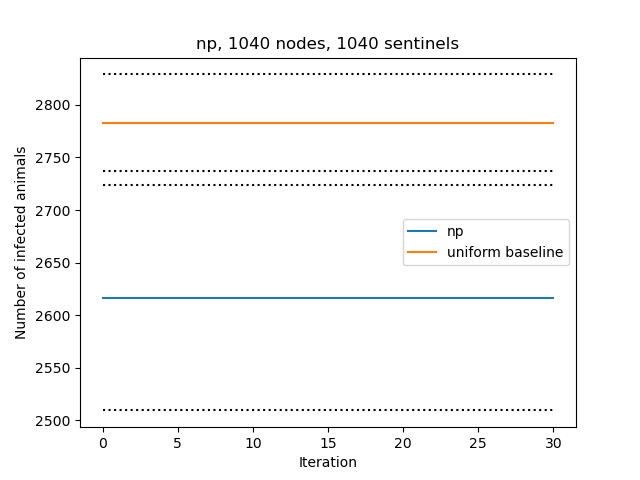 np, 1040 nodes, 1040 sentinels
Number of infected animals
2800
2750
2700
2650
2600
2550
2500
np
uniform baseline
0 5 10 15 20 25 30
Iteration